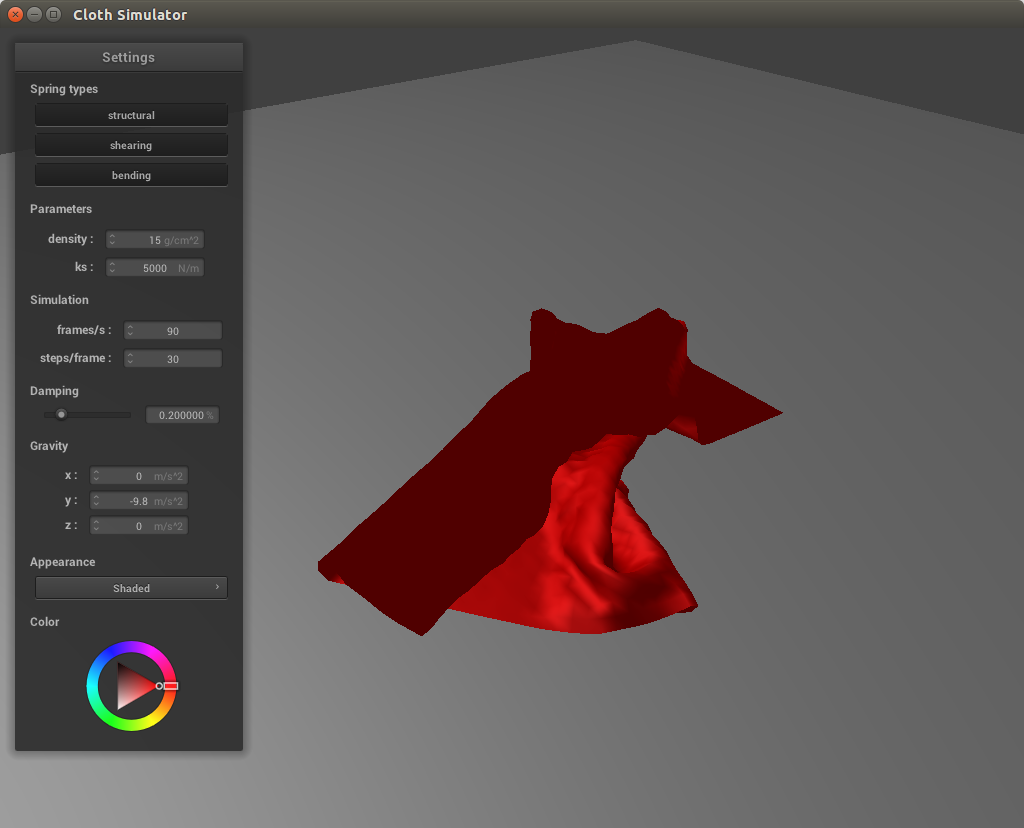 Cloth Simulator
Settings
Spring types
structural
shearing
bending
Parameters
density : 15 g/cm^2
ks : 5000 N/m
Simulation
frames/s : 90
steps/frame : 30
Damping
0.200000 %
Gravity
x : 0 m/s^2
y : -9.8 m/s^2
z : 0 m/s^2
Appearance
Shaded
Color